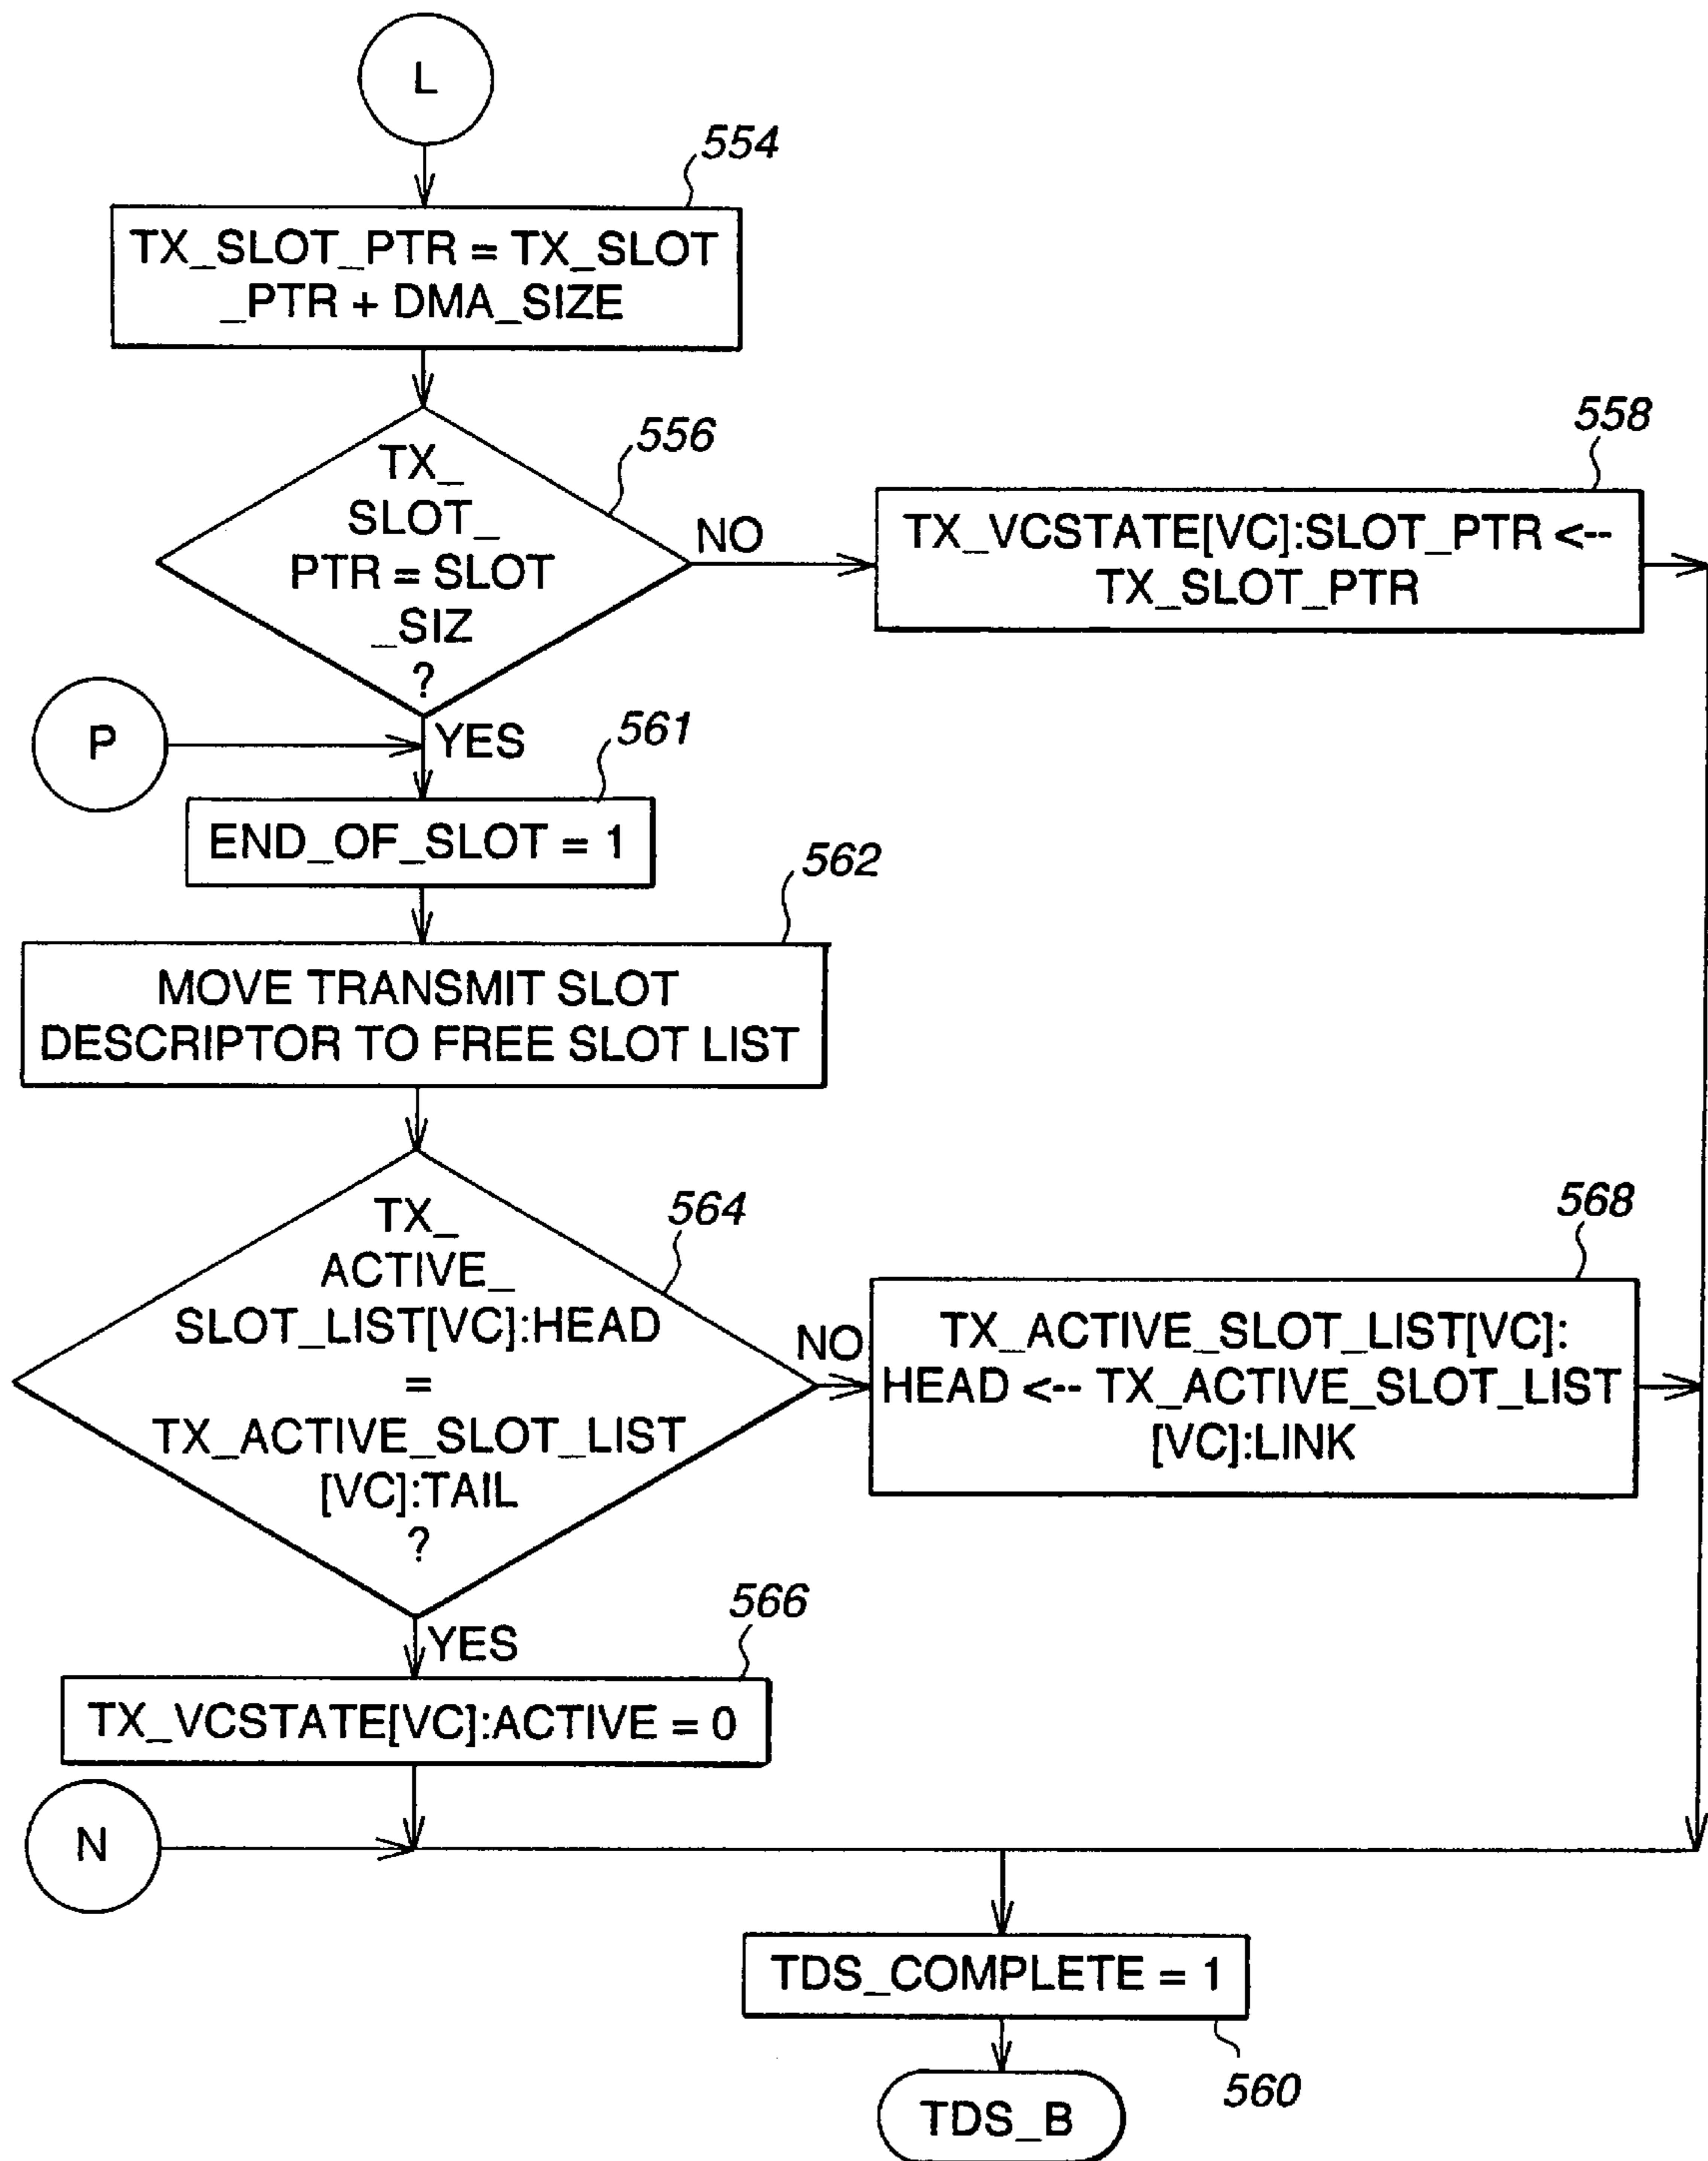 L
554
TX_SLOT_PTR = TX_SLOT
_PTR + DMA_SIZE
556
TX_
SLOT_
PTR = SLOT
_SIZ
?
NO
558
TX_VCSTATE[VC]:SLOT_PTR <--
TX_SLOT_PTR
P
YES
561
END_OF_SLOT = 1
562
MOVE TRANSMIT SLOT
DESCRIPTOR TO FREE SLOT LIST
564
TX_
ACTIVE_
SLOT_LIST[VC]:HEAD
=
TX_ACTIVE_SLOT_LIST
[VC]:TAIL
?
NO
568
TX_ACTIVE_SLOT_LIST[VC]:
HEAD <-- TX_ACTIVE_SLOT_LIST
[VC]:LINK
YES
566
TX_VCSTATE[VC]:ACTIVE = 0
N
TDS_COMPLETE = 1
560
TDS_B